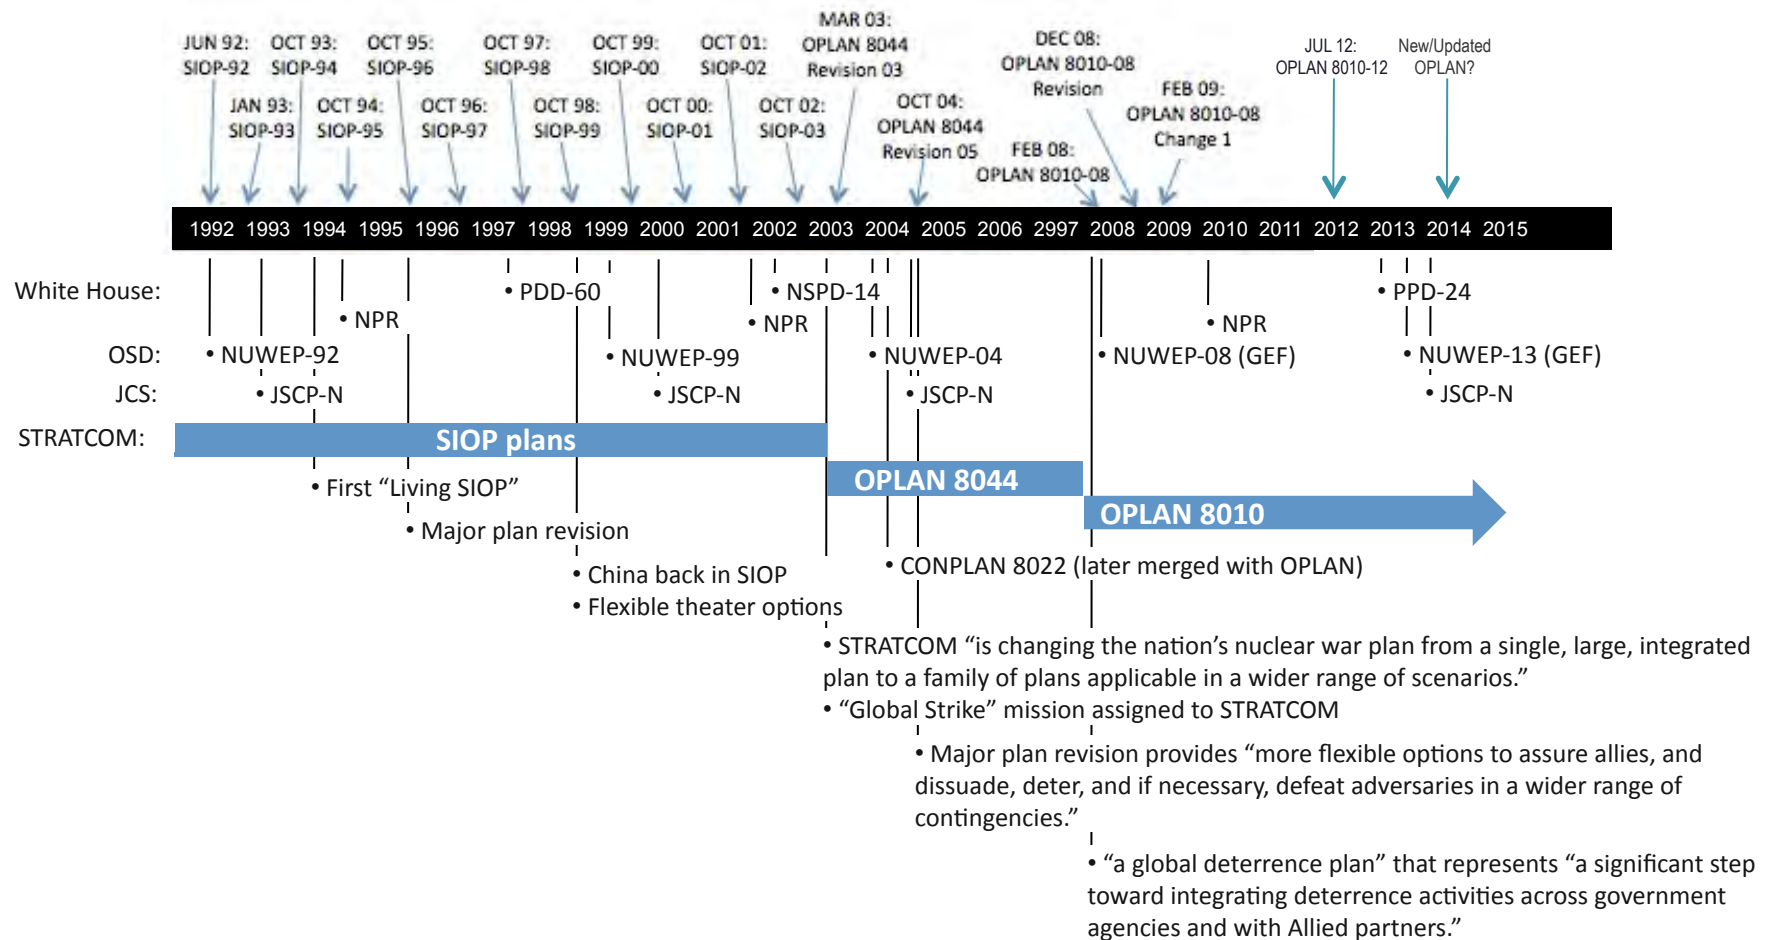 JUN 92:
SIOP-92
OCT 93:
SIOP-94
OCT 95:
SIOP-96
OCT 97:
SIOP-98
OCT 99:
SIOP-00
OCT 01:
SIOP-02
MAR 03:
OPLAN 8044
Revision 03
DEC 08:
OPLAN 8010-08
Revision
JUL 12:
OPLAN 8010-12
New/Updated
OPLAN?
JAN 93:
SIOP-93
OCT 94:
SIOP-95
OCT 96:
SIOP-97
OCT 98:
SIOP-99
OCT 00:
SIOP-01
OCT 02:
SIOP-03
OCT 04:
OPLAN 8044
Revision 05
FEB 08:
OPLAN 8010-08
FEB 09:
OPLAN 8010-08
Change 1
1992 1993 1994 1995 1996 1997 1998 1999 2000 2001 2002 2003 2004 2005 2006 2997 2008 2009 2010 2011 2012 2013 2014 2015
White House:
• PDD-60
• NSPD-14
• PPD-24
• NPR
• NPR
• NPR
OSD:
• NUWEP-92
• NUWEP-99
• NUWEP-04
• NUWEP-08 (GEF)
• NUWEP-13 (GEF)
JCS:
• JSCP-N
• JSCP-N
• JSCP-N
• JSCP-N
STRATCOM:
SIOP plans
OPLAN 8044
OPLAN 8010
• First “Living SIOP”
• Major plan revision
• CONPLAN 8022 (later merged with OPLAN)
• China back in SIOP
• Flexible theater options
• STRATCOM “is changing the nation’s nuclear war plan from a single, large, integrated
plan to a family of plans applicable in a wider range of scenarios.”
• “Global Strike” mission assigned to STRATCOM
• Major plan revision provides “more flexible options to assure allies, and
dissuade, deter, and if necessary, defeat adversaries in a wider range of
contingencies.”
• “a global deterrence plan” that represents “a significant step
toward integrating deterrence activities across government
agencies and with Allied partners.”